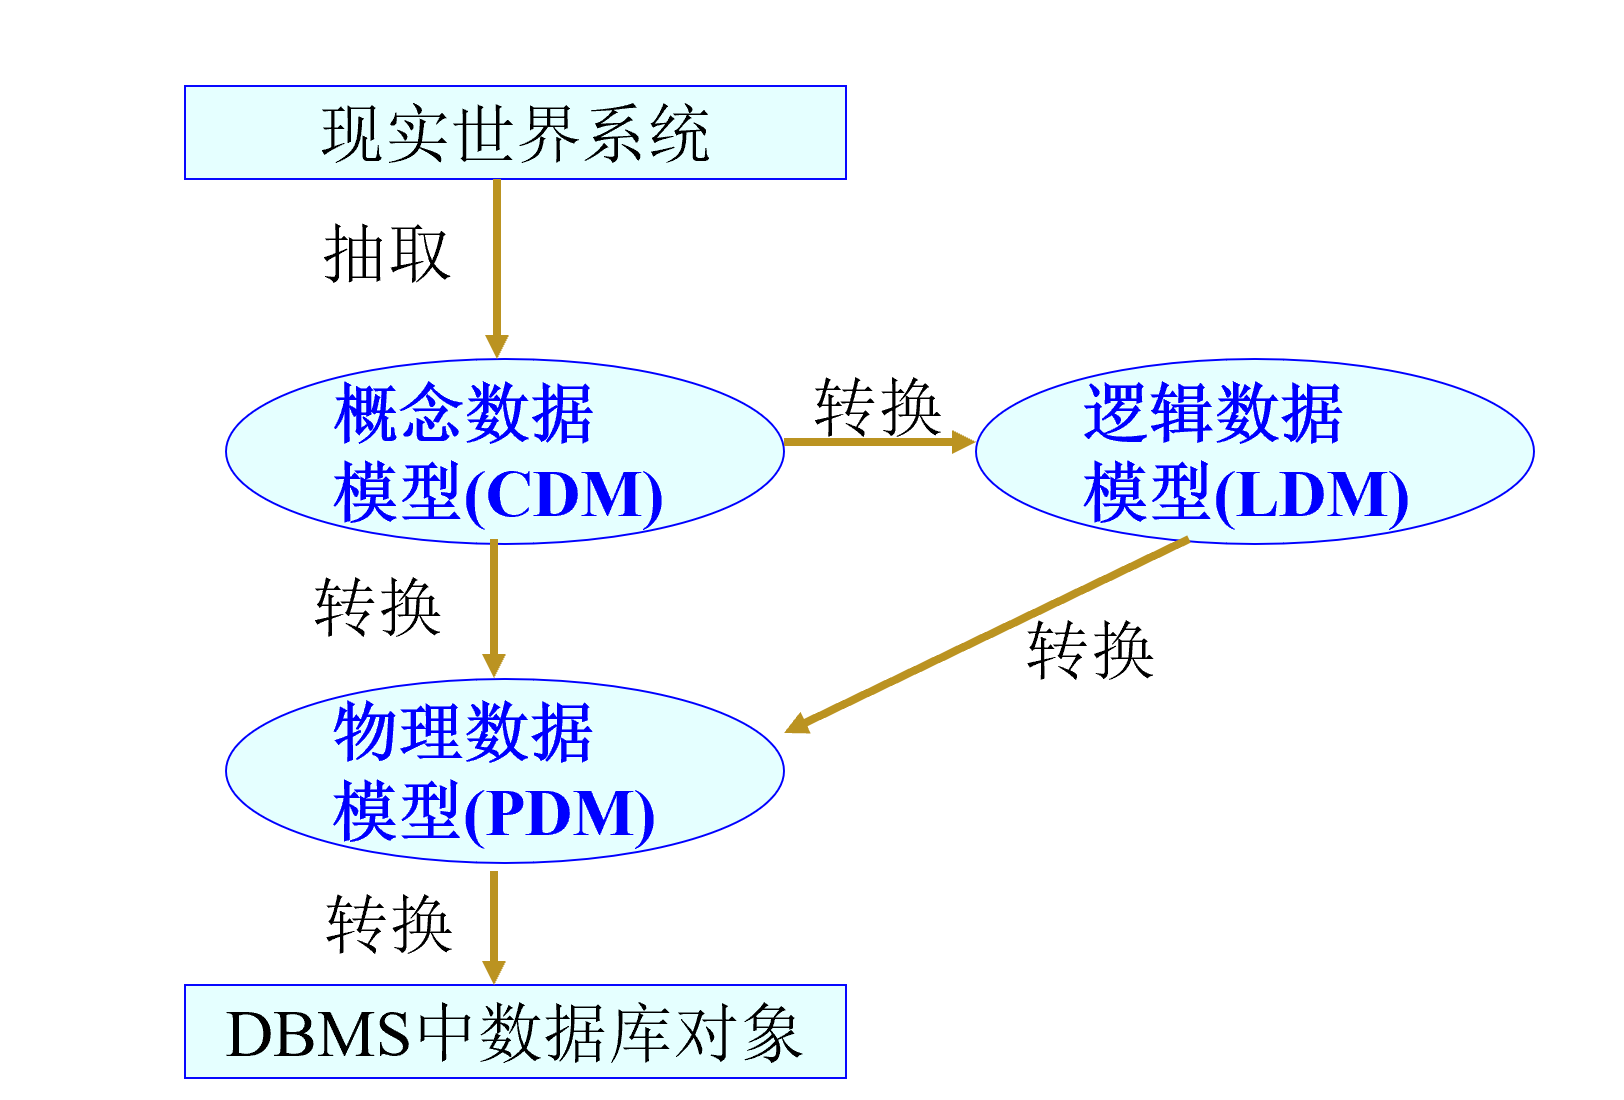 现实世界系统
抽取
概念数据
模型(CDM)
转换
逻辑数据
模型(LDM)
转换
转换
物理数据
模型(PDM)
转换
DBMS中数据库对象